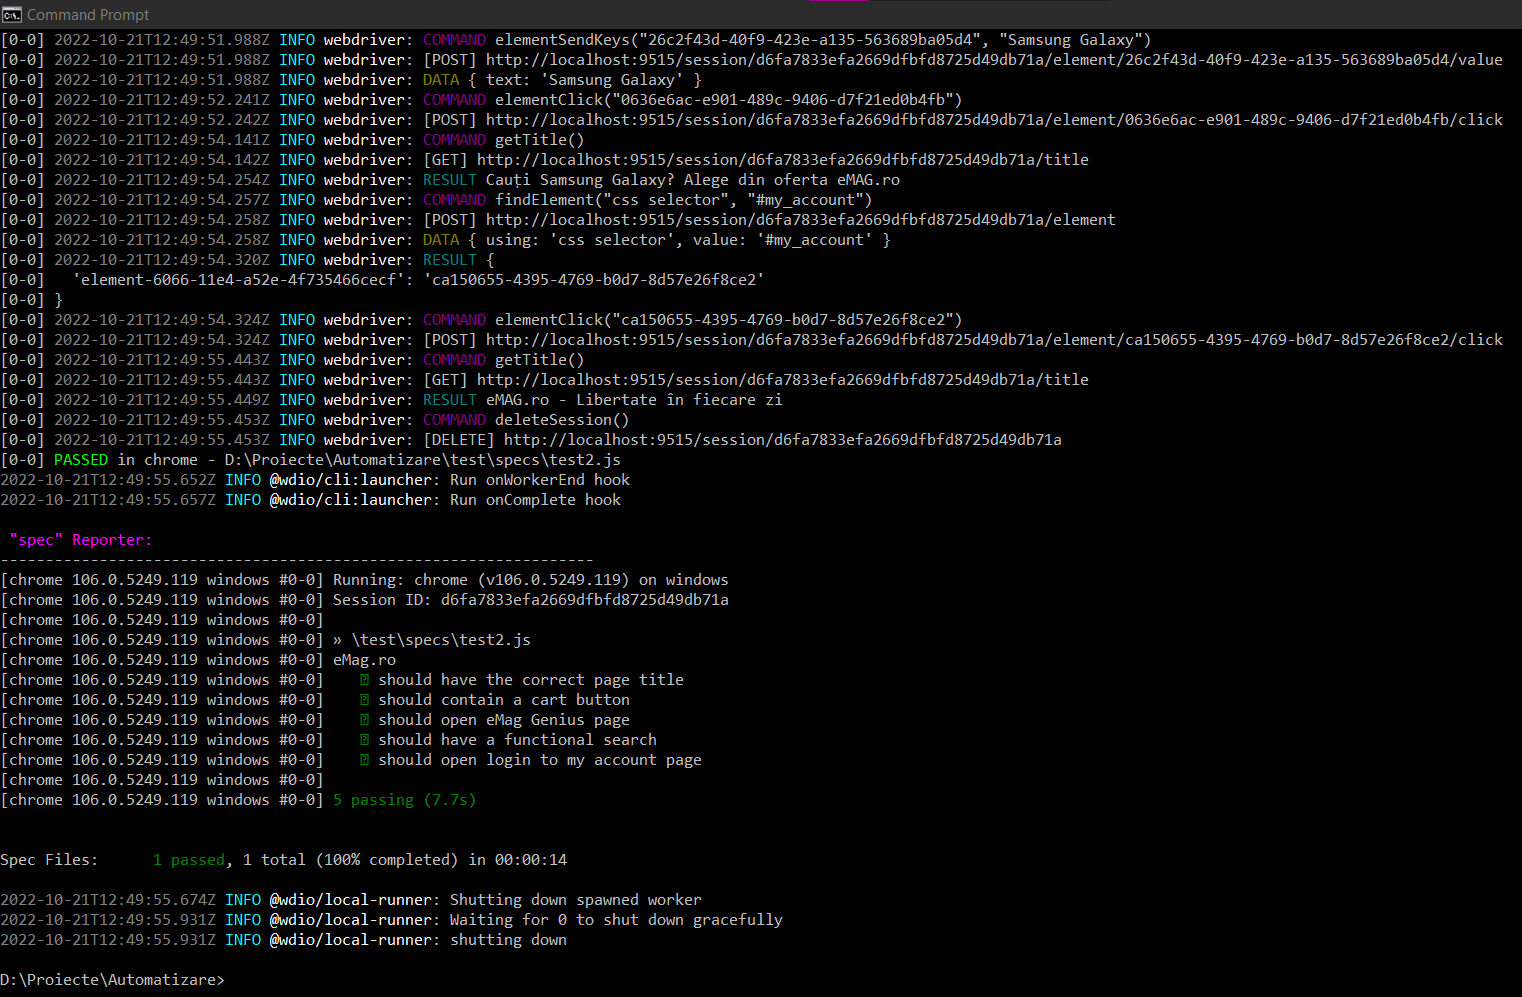 Command Prompt
[0-0] 2022-10-21T12:49:51.988Z INFO webdriver: COMMAND elementSendKeys("26c2f43d-40f9-423e-a135-563689ba05d4", "Samsung Galaxy")
[0-0] 2022-10-21T12:49:51.988Z INFO webdriver: [POST] http://localhost:9515/session/d6fa7833efa2669dfbfd8725d49db71a/element/26c2f43d-40f9-423e-a135-563689ba05d4/value
[0-0] 2022-10-21T12:49:51.988Z INFO webdriver: DATA { text: 'Samsung Galaxy' }
[0-0] 2022-10-21T12:49:52.241Z INFO webdriver: COMMAND elementClick("0636e6ac-e901-489c-9406-d7f21ed0b4fb")
[0-0] 2022-10-21T12:49:52.242Z INFO webdriver: [POST] http://localhost:9515/session/d6fa7833efa2669dfbfd8725d49db71a/element/0636e6ac-e901-489c-9406-d7f21ed0b4fb/click
[0-0] 2022-10-21T12:49:54.141Z INFO webdriver: COMMAND getTitle()
[0-0] 2022-10-21T12:49:54.142Z INFO webdriver: [GET] http://localhost:9515/session/d6fa7833efa2669dfbfd8725d49db71a/title
[0-0] 2022-10-21T12:49:54.254Z INFO webdriver: RESULT Cauți Samsung Galaxy? Alege din oferta eMAG.ro
[0-0] 2022-10-21T12:49:54.257Z INFO webdriver: COMMAND findElement("css selector", "#my_account")
[0-0] 2022-10-21T12:49:54.258Z INFO webdriver: [POST] http://localhost:9515/session/d6fa7833efa2669dfbfd8725d49db71a/element
[0-0] 2022-10-21T12:49:54.258Z INFO webdriver: DATA { using: 'css selector', value: '#my_account' }
[0-0] 2022-10-21T12:49:54.320Z INFO webdriver: RESULT {
[0-0]   'element-6066-11e4-a52e-4f735466cecf': 'ca150655-4395-4769-b0d7-8d57e26f8ce2'
[0-0] }
[0-0] 2022-10-21T12:49:54.324Z INFO webdriver: COMMAND elementClick("ca150655-4395-4769-b0d7-8d57e26f8ce2")
[0-0] 2022-10-21T12:49:54.324Z INFO webdriver: [POST] http://localhost:9515/session/d6fa7833efa2669dfbfd8725d49db71a/element/ca150655-4395-4769-b0d7-8d57e26f8ce2/click
[0-0] 2022-10-21T12:49:55.443Z INFO webdriver: COMMAND getTitle()
[0-0] 2022-10-21T12:49:55.443Z INFO webdriver: [GET] http://localhost:9515/session/d6fa7833efa2669dfbfd8725d49db71a/title
[0-0] 2022-10-21T12:49:55.449Z INFO webdriver: RESULT eMAG.ro - Libertate în fiecare zi
[0-0] 2022-10-21T12:49:55.453Z INFO webdriver: COMMAND deleteSession()
[0-0] 2022-10-21T12:49:55.453Z INFO webdriver: [DELETE] http://localhost:9515/session/d6fa7833efa2669dfbfd8725d49db71a
[0-0] PASSED in chrome - D:\Proiecte\Automatizare\test\specs\test2.js
2022-10-21T12:49:55.652Z INFO @wdio/cli:launcher: Run onWorkerEnd hook
2022-10-21T12:49:55.657Z INFO @wdio/cli:launcher: Run onComplete hook
"spec" Reporter:
------------------------------------------------------------------
[chrome 106.0.5249.119 windows #0-0] Running: chrome (v106.0.5249.119) on windows
[chrome 106.0.5249.119 windows #0-0] Session ID: d6fa7833efa2669dfbfd8725d49db71a
[chrome 106.0.5249.119 windows #0-0]
[chrome 106.0.5249.119 windows #0-0] » \test\specs\test2.js
[chrome 106.0.5249.119 windows #0-0] eMag.ro
[chrome 106.0.5249.119 windows #0-0]    should have the correct page title
[chrome 106.0.5249.119 windows #0-0]    should contain a cart button
[chrome 106.0.5249.119 windows #0-0]    should open eMag Genius page
[chrome 106.0.5249.119 windows #0-0]    should have a functional search
[chrome 106.0.5249.119 windows #0-0]    should open login to my account page
[chrome 106.0.5249.119 windows #0-0]
[chrome 106.0.5249.119 windows #0-0] 5 passing (7.7s)
Spec Files:      1 passed, 1 total (100% completed) in 00:00:14
2022-10-21T12:49:55.674Z INFO @wdio/local-runner: Shutting down spawned worker
2022-10-21T12:49:55.931Z INFO @wdio/local-runner: Waiting for 0 to shut down gracefully
2022-10-21T12:49:55.931Z INFO @wdio/local-runner: shutting down
D:\Proiecte\Automatizare>